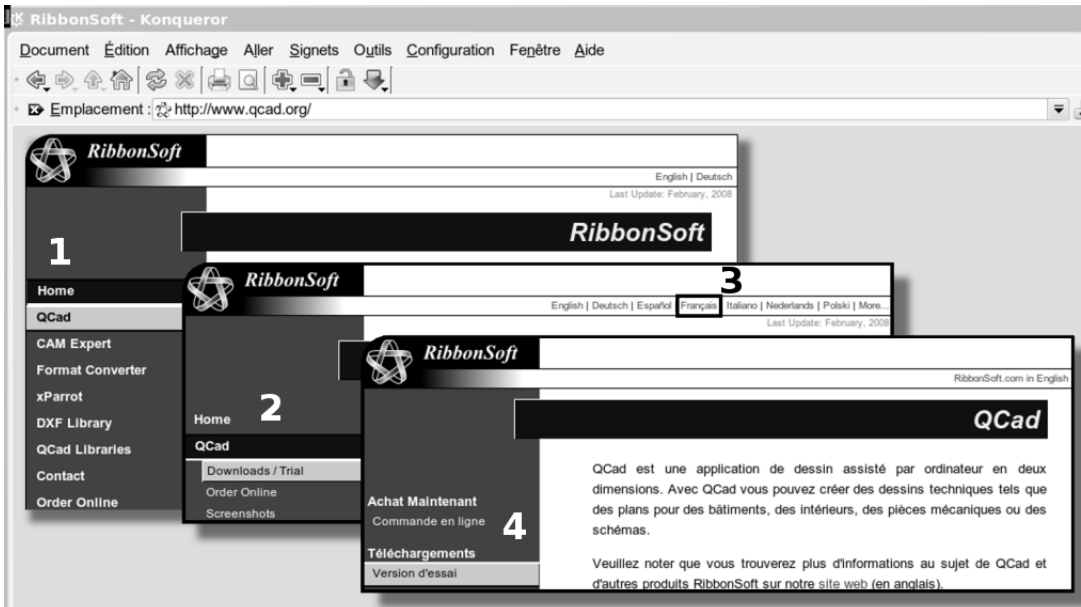 RibbonSoft - Konqueror
Document Édition Affichage Aller Signets Outils Configuration Fenêtre Aide
Emplacement : http://www.qcad.org/
RibbonSoft
English | Deutsch
Last Update: February, 2008
RibbonSoft
1
Home
QCad
CAM Expert
Format Converter
xParrot
DXF Library
QCad Libraries
Contact
Order Online
RibbonSoft
3
English | Deutsch | Español | Français | Italiano | Nederlands | Polski | More...
Last Update: February, 2008
2
Home
QCad
Downloads / Trial
Order Online
Screenshots
RibbonSoft
RibbonSoft.com in English
QCad
Achat Maintenant
Commande en ligne
4
Téléchargements
Version d'essai
QCad est une application de dessin assisté par ordinateur en deux
dimensions. Avec QCad vous pouvez créer des dessins techniques tels que
des plans pour des bâtiments, des intérieurs, des pièces mécaniques ou des
schémas.
Veuillez noter que vous trouverez plus d'informations au sujet de QCad et
d'autres produits RibbonSoft sur notre site web (en anglais).